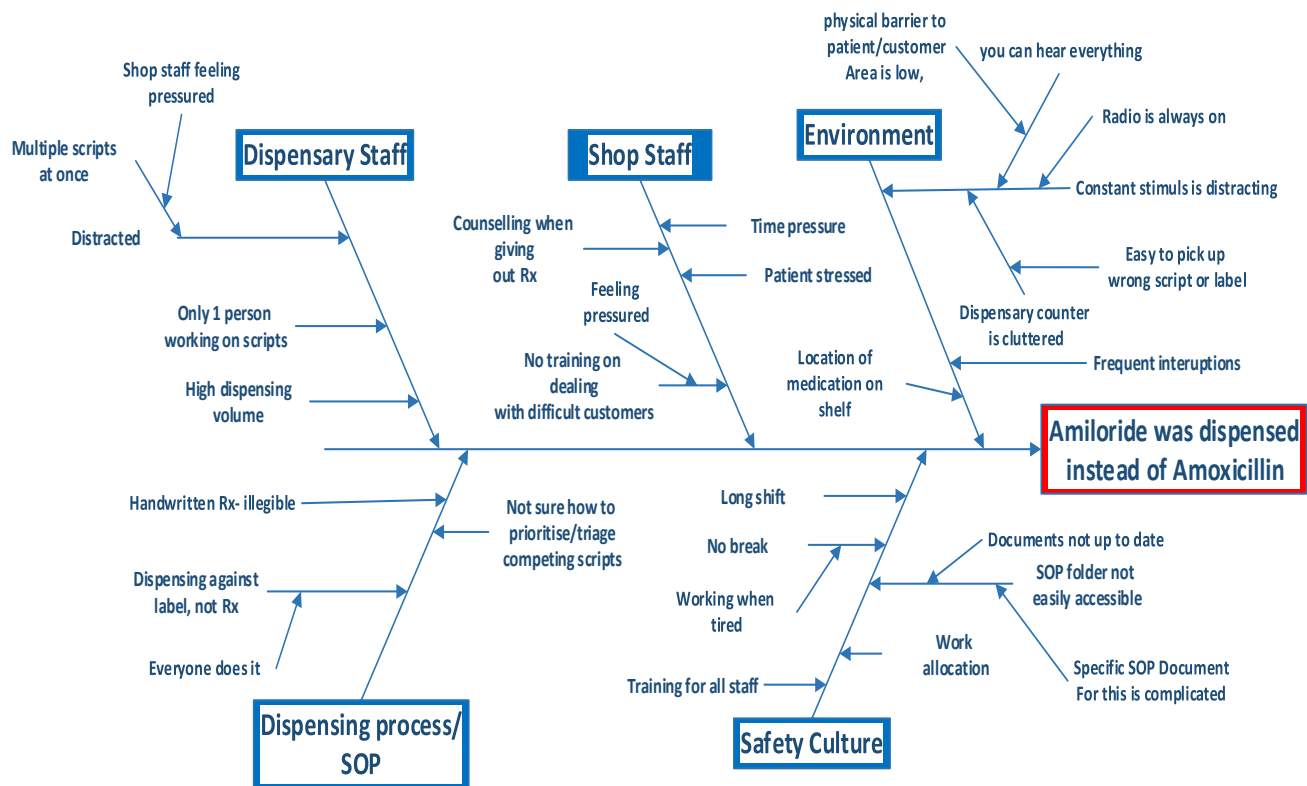 physical barrier to
patient/customer
Area is low,
you can hear everything
Shop staff feeling
pressured
Radio is always on
Environment
Multiple scripts
at once
Dispensary Staff
Shop Staff
Constant stimuls is distracting
Counselling when
giving
out Rx
Time pressure
Distracted
Patient stressed
Easy to pick up
wrong script or label
Feeling
pressured
Only 1 person
working on scripts
Dispensary counter
is cluttered
No training on
dealing
with difficult customers
Location of
medication on
shelf
Frequent interuptions
High dispensing
volume
Amiloride was dispensed
instead of Amoxicillin
Handwritten Rx- illegible
Not sure how to
prioritise/triage
competing scripts
Long shift
No break
Documents not up to date
SOP folder not
easily accessible
Dispensing against
label, not Rx
Working when
tired
Everyone does it
Work
allocation
Specific SOP Document
For this is complicated
Training for all staff
Dispensing process/
SOP
Safety Culture